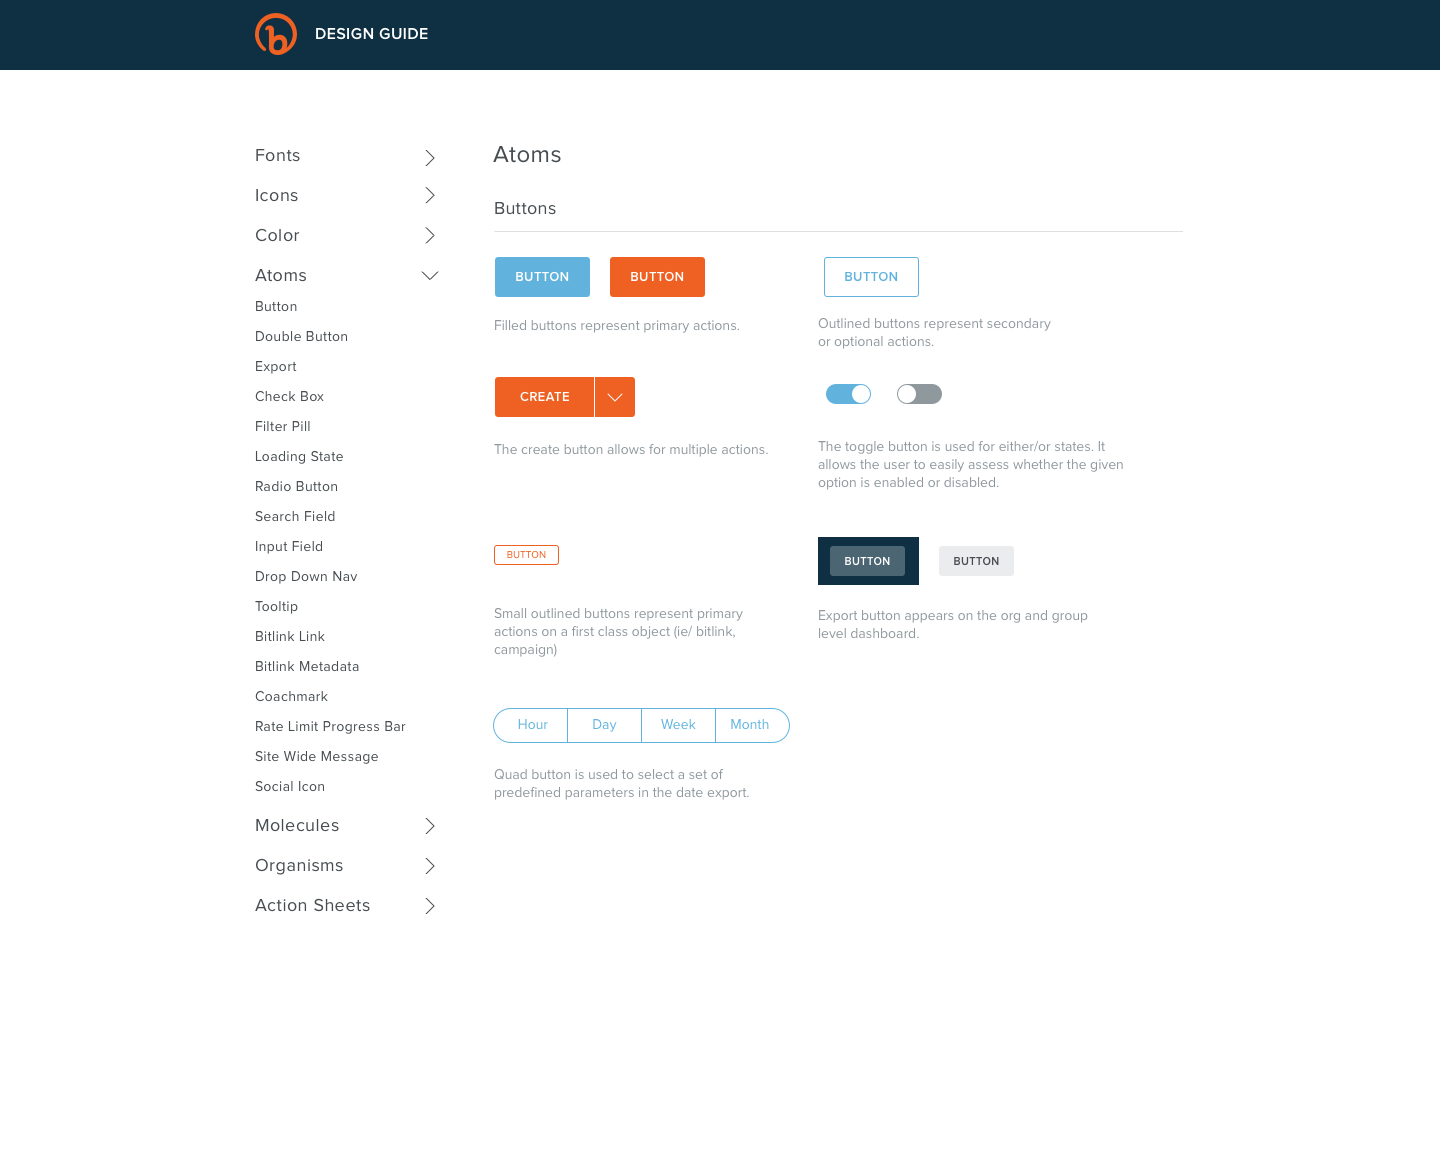 DESIGN GUIDE
Fonts
Icons
Color
Atoms
Button
Double Button
Export
Check Box
Filter Pill
Loading State
Radio Button
Search Field
Input Field
Drop Down Nav
Tooltip
Bitlink Link
Bitlink Metadata
Coachmark
Rate Limit Progress Bar
Site Wide Message
Social Icon
Molecules
Organisms
Action Sheets
Atoms
Buttons
BUTTON
BUTTON
Filled buttons represent primary actions.
BUTTON
Outlined buttons represent secondary
or optional actions.
CREATE
The create button allows for multiple actions.
The toggle button is used for either/or states. It
allows the user to easily assess whether the given
option is enabled or disabled.
BUTTON
Small outlined buttons represent primary
actions on a first class object (ie/ bitlink,
campaign)
BUTTON
BUTTON
Export button appears on the org and group
level dashboard.
Hour
Day
Week
Month
Quad button is used to select a set of
predefined parameters in the date export.